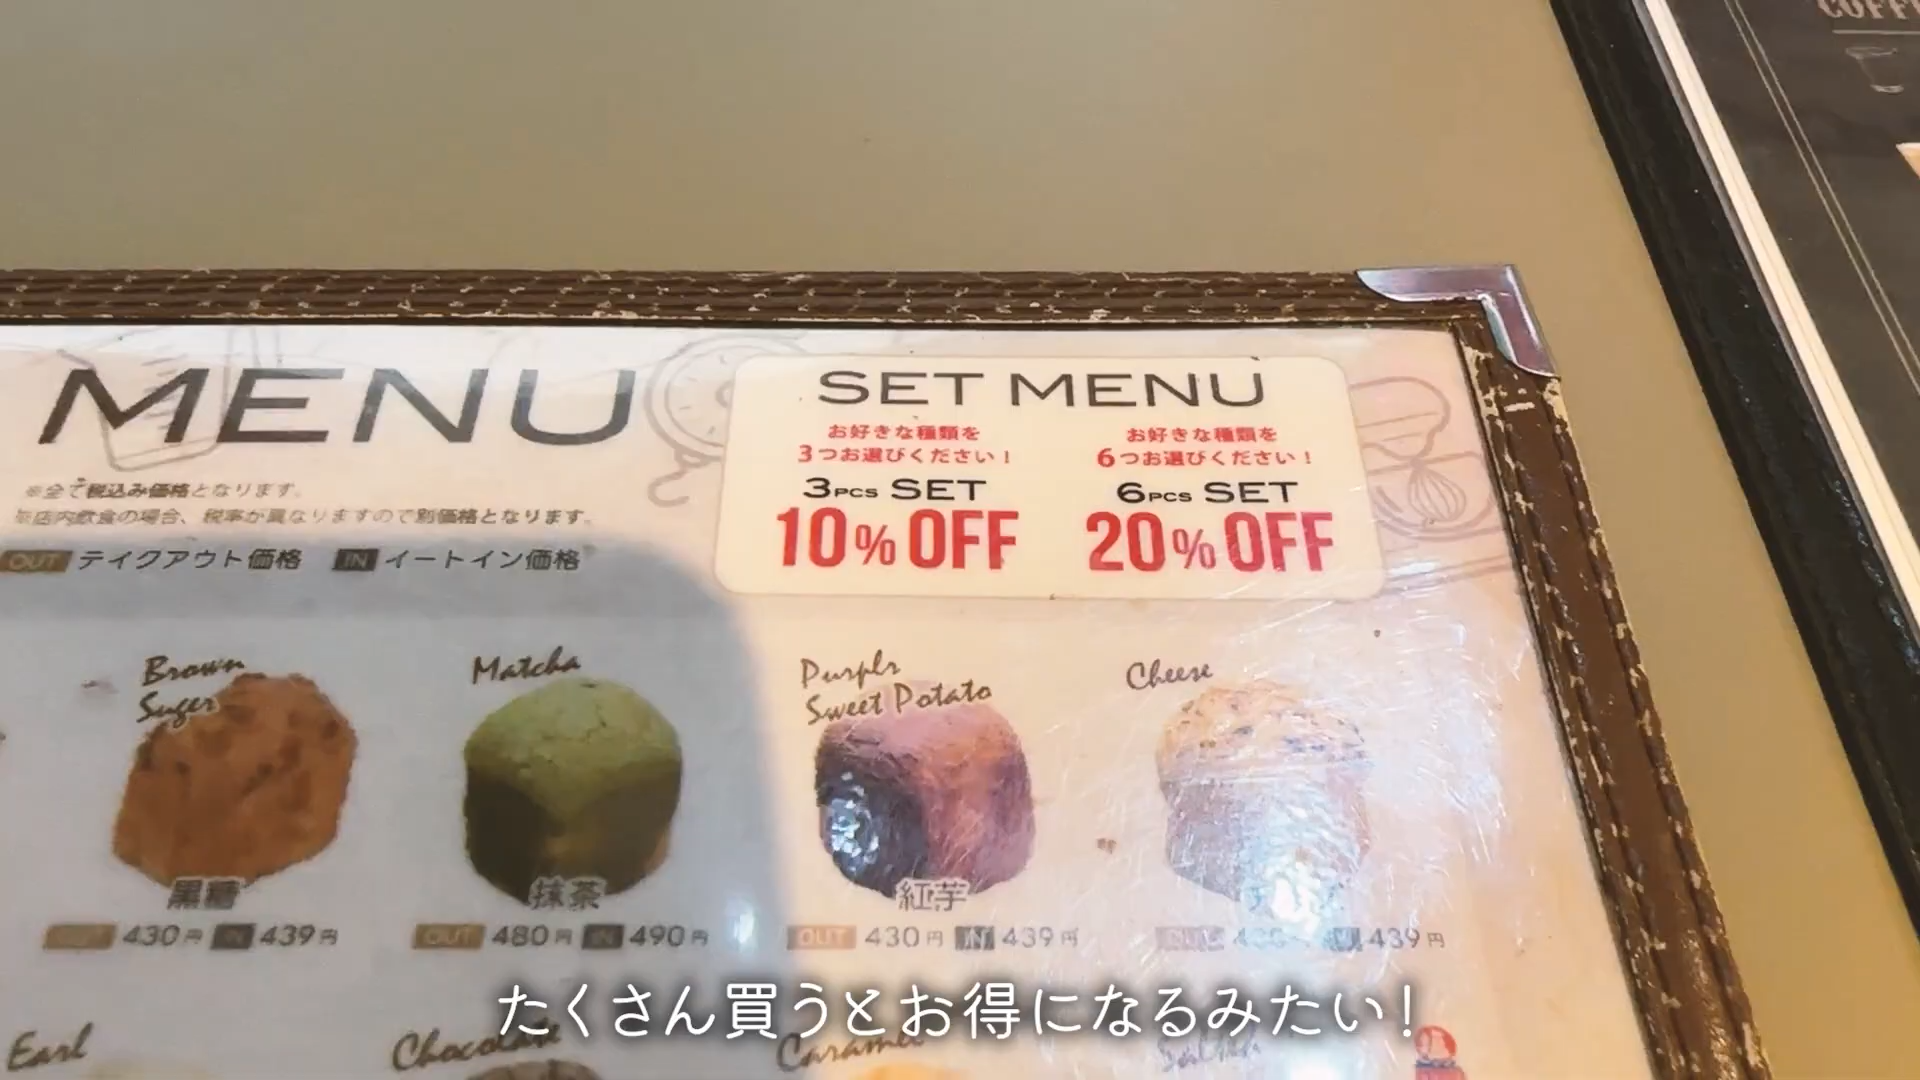 COFF
MENU
※全て税込み価格となります。
※店内飲食の場合、税率が異なりますので別価格となります。
OUT テイクアウト価格 IN イートイン価格
SET MENU
お好きな種類を
3つお選びください！
3PCS SET
10% OFF
お好きな種類を
6つお選びください！
6PCS SET
20% OFF
Brown
Suger
黒糖
OUT 430円 IN 439円
Matcha
抹茶
OUT 480円 IN 490円
Purplr
Sweet Potato
紅芋
OUT 430円 IN 439円
Cheese
439円
Earl
Chocolate
Caramel
たくさん買うとお得になるみたい！